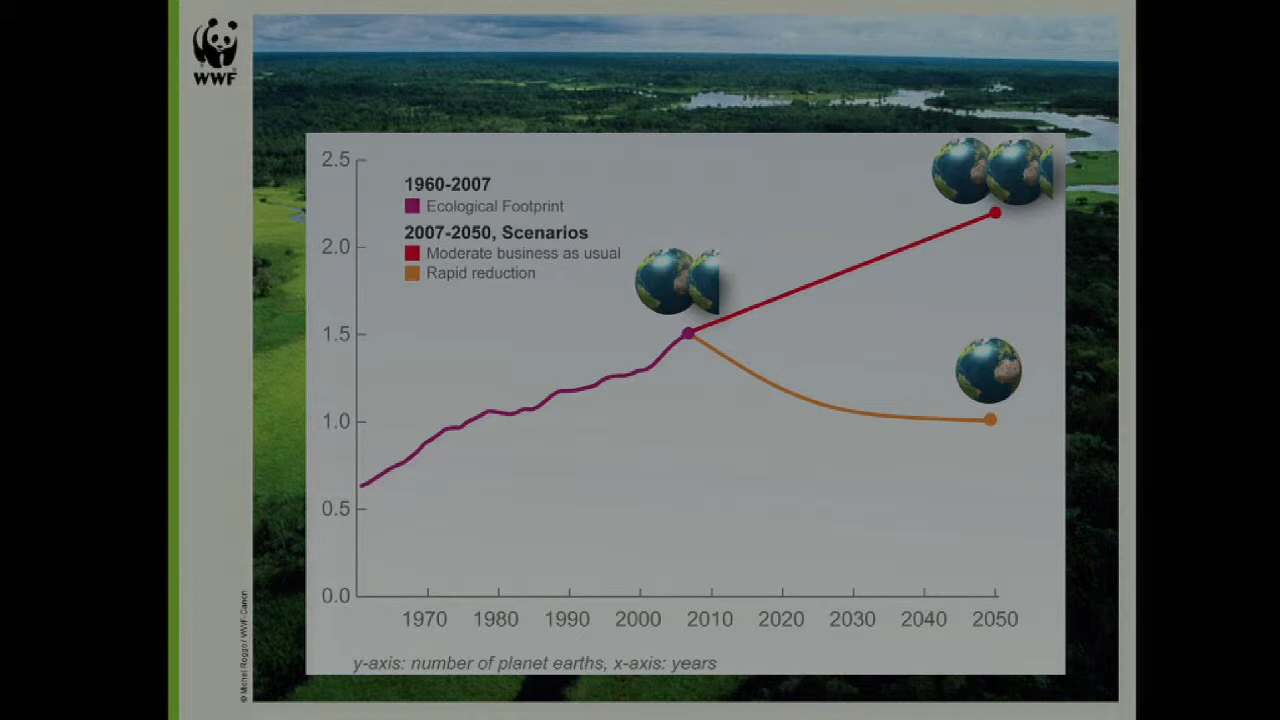 WWF
2.5
1960-2007
Ecological Footprint
2007-2050, Scenarios
Moderate business as usual
Rapid reduction
2.0
1.5
1.0
0.5
0.0
1970 1980 1990 2000 2010 2020 2030 2040 2050
y-axis: number of planet earths, x-axis: years
© Michel Roggo / WWF-Canon